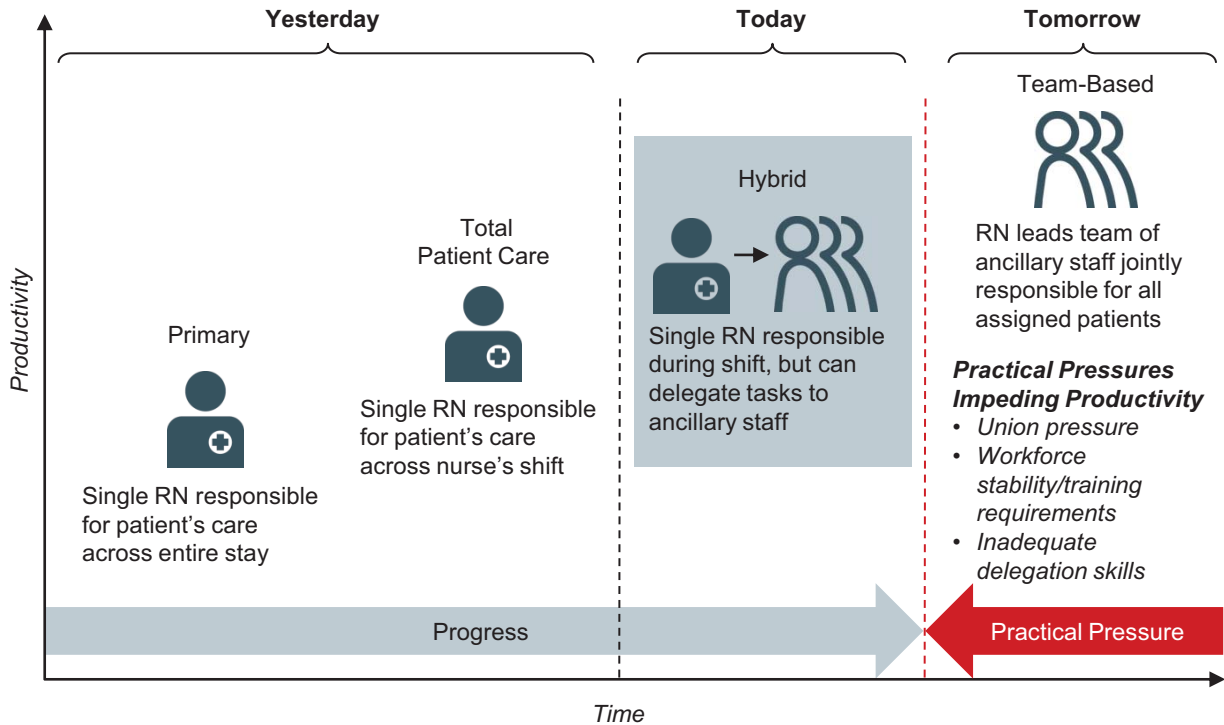 Yesterday
Today
Tomorrow
Productivity
Primary
Single RN responsible
for patient’s care
across entire stay
Total
Patient Care
Single RN responsible
for patient’s care
across nurse’s shift
Hybrid
Single RN responsible
during shift, but can
delegate tasks to
ancillary staff
Team-Based
RN leads team of
ancillary staff jointly
responsible for all
assigned patients
Practical Pressures
Impeding Productivity
• Union pressure
• Workforce
stability/training
requirements
• Inadequate
delegation skills
Progress
Practical Pressure
Time